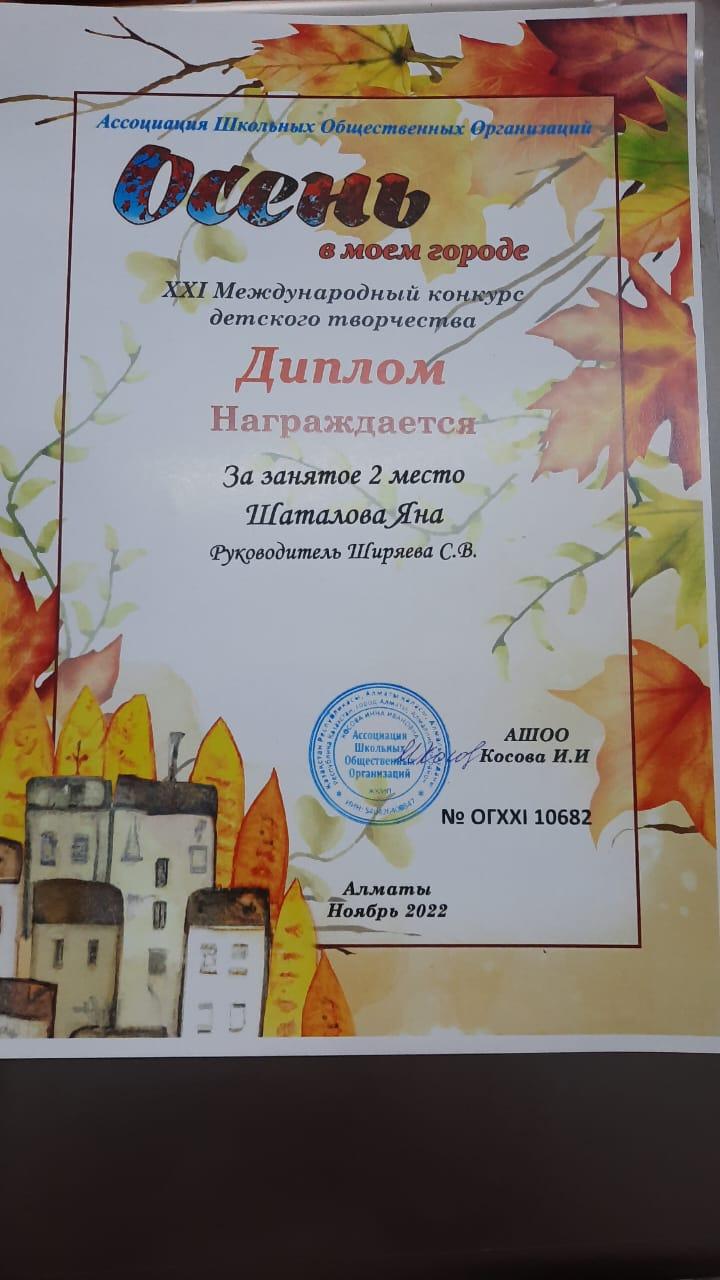 Ассоциация Школьных Общественных Организаций
Осень
в моем городе
XXI Международный конкурс
детского творчества
Диплом
Награждается
За занятое 2 место
Шаталова Яна
Руководитель Ширяева С.В.
Ассоциация
Школьных
Общественных
Организаций
АШОО
Косова И.И
№ ОГXXI 10682
Алматы
Ноябрь 2022